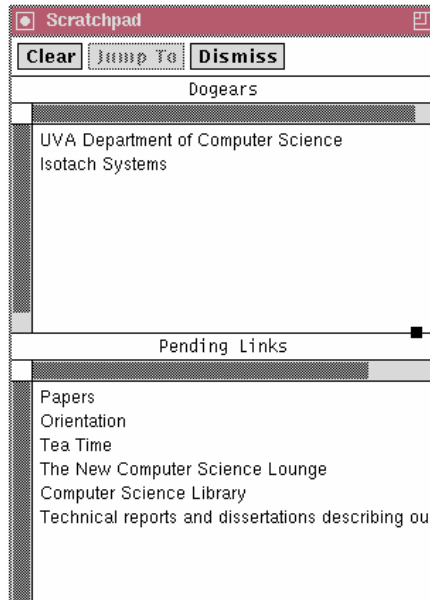 Scratchpad
Clear Jump To Dismiss
Dogears
UVA Department of Computer Science
Isotach Systems
Pending Links
Papers
Orientation
Tea Time
The New Computer Science Lounge
Computer Science Library
Technical reports and dissertations describing ou